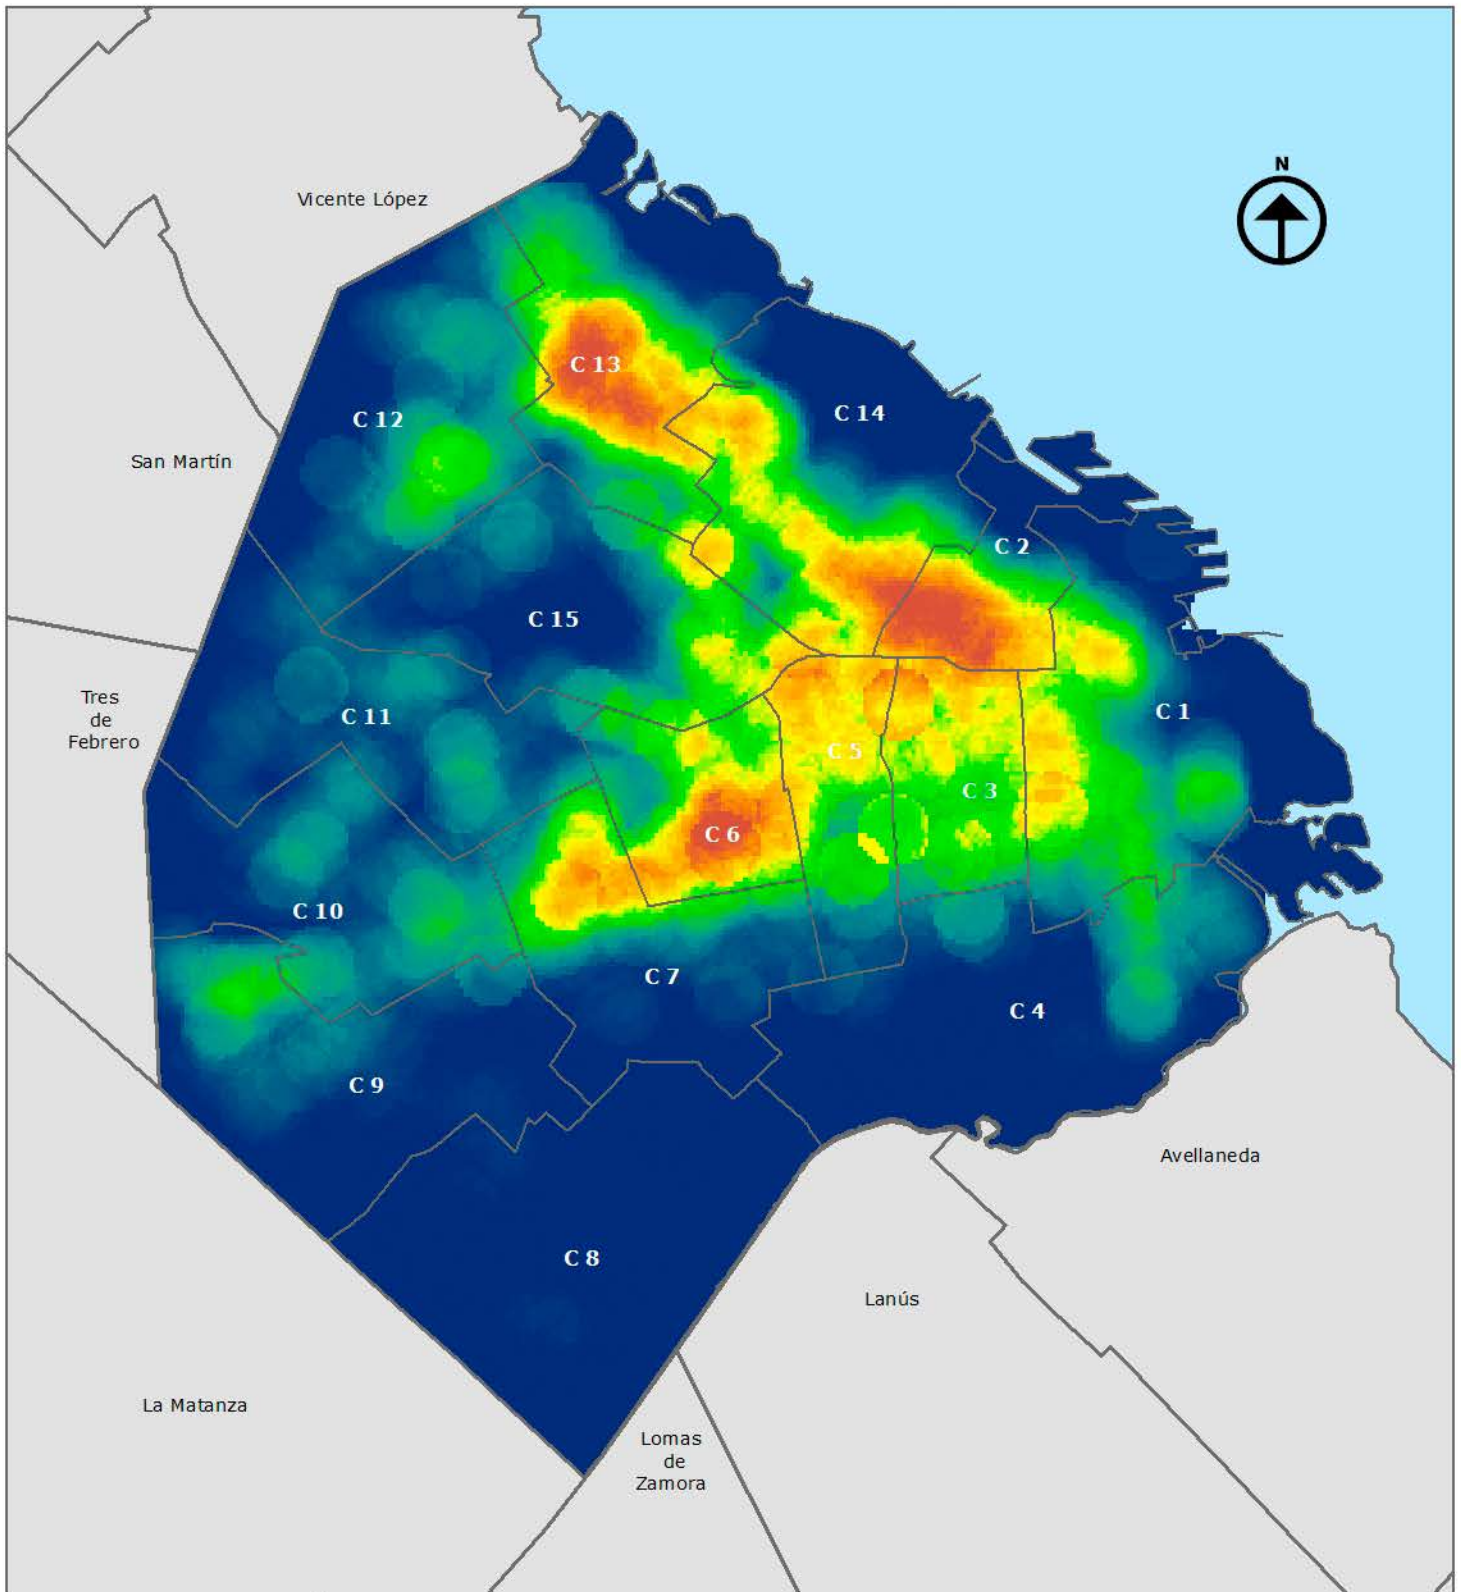 N
Vicente López
C 13
C 14
C 12
San Martín
C 2
C 15
Tres
de
Febrero
C 11
C 1
C 5
C 3
C 6
C 10
C 7
C 4
C 9
Avellaneda
C 8
Lanús
La Matanza
Lomas
de
Zamora